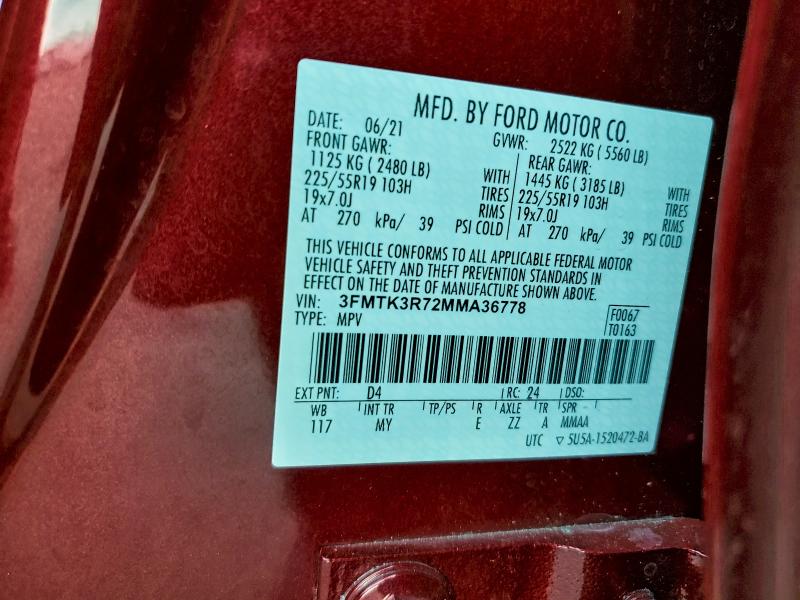 MFD. BY FORD MOTOR CO.
DATE: 06/21 GVWR: 2522 KG ( 5560 LB)
FRONT GAWR: REAR GAWR:
1125 KG ( 2480 LB) WITH 1445 KG ( 3185 LB) WITH
225/55R19 103H TIRES 225/55R19 103H TIRES
19x7.0J RIMS 19x7.0J RIMS
AT 270 kPa/ 39 PSI COLD AT 270 kPa/ 39 PSI COLD
THIS VEHICLE CONFORMS TO ALL APPLICABLE FEDERAL MOTOR
VEHICLE SAFETY AND THEFT PREVENTION STANDARDS IN
EFFECT ON THE DATE OF MANUFACTURE SHOWN ABOVE.
VIN: 3FMTK3R72MMA36778 F0067
TYPE: MPV T0163
EXT PNT: D4 RC: 24 DSO:
WB INT TR TP/PS R AXLE TR SPR
117 MY E ZZ A MMAA
UTC ▽ 5U5A-1520472-BA